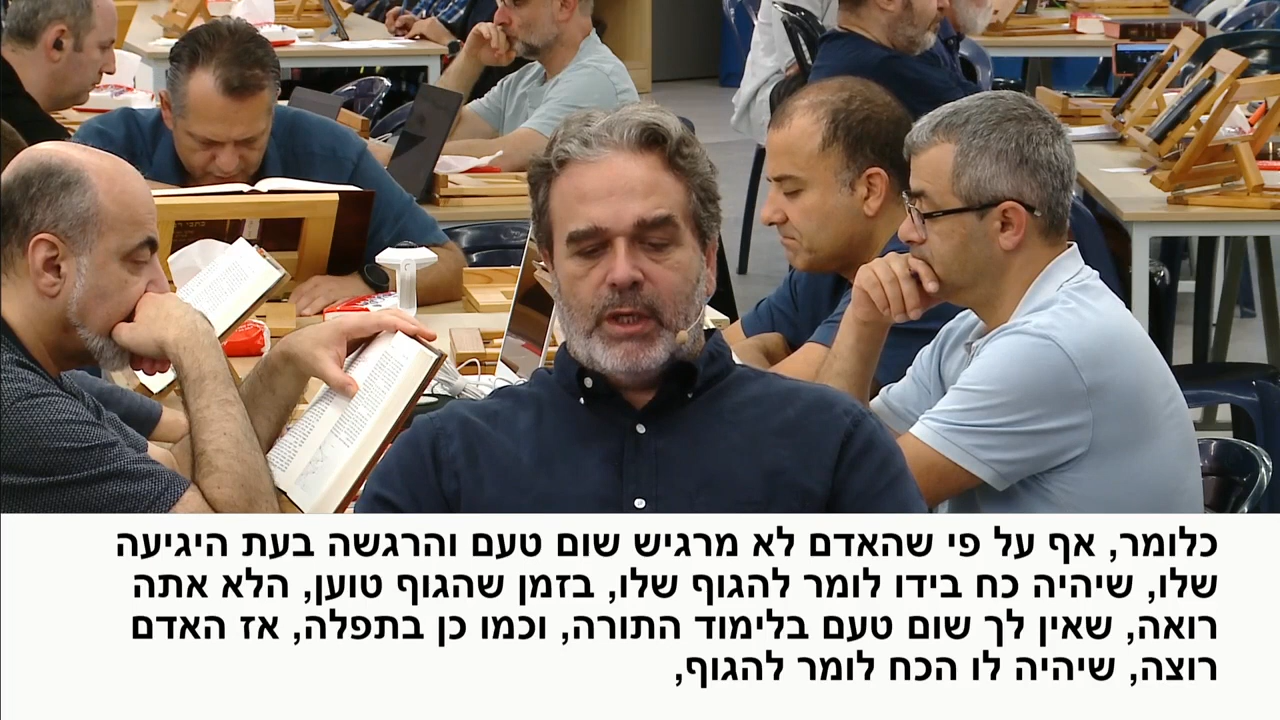 כלומר, אף על פי שהאדם לא מרגיש שום טעם והרגשה בעת היגיעה
שלו, שיהיה כח בידו לומר להגוף שלו, בזמן שהגוף טוען, הלא אתה
רואה, שאין לך שום טעם בלימוד התורה, וכמו כן בתפלה, אז האדם
רוצה, שיהיה לו הכח לומר להגוף,